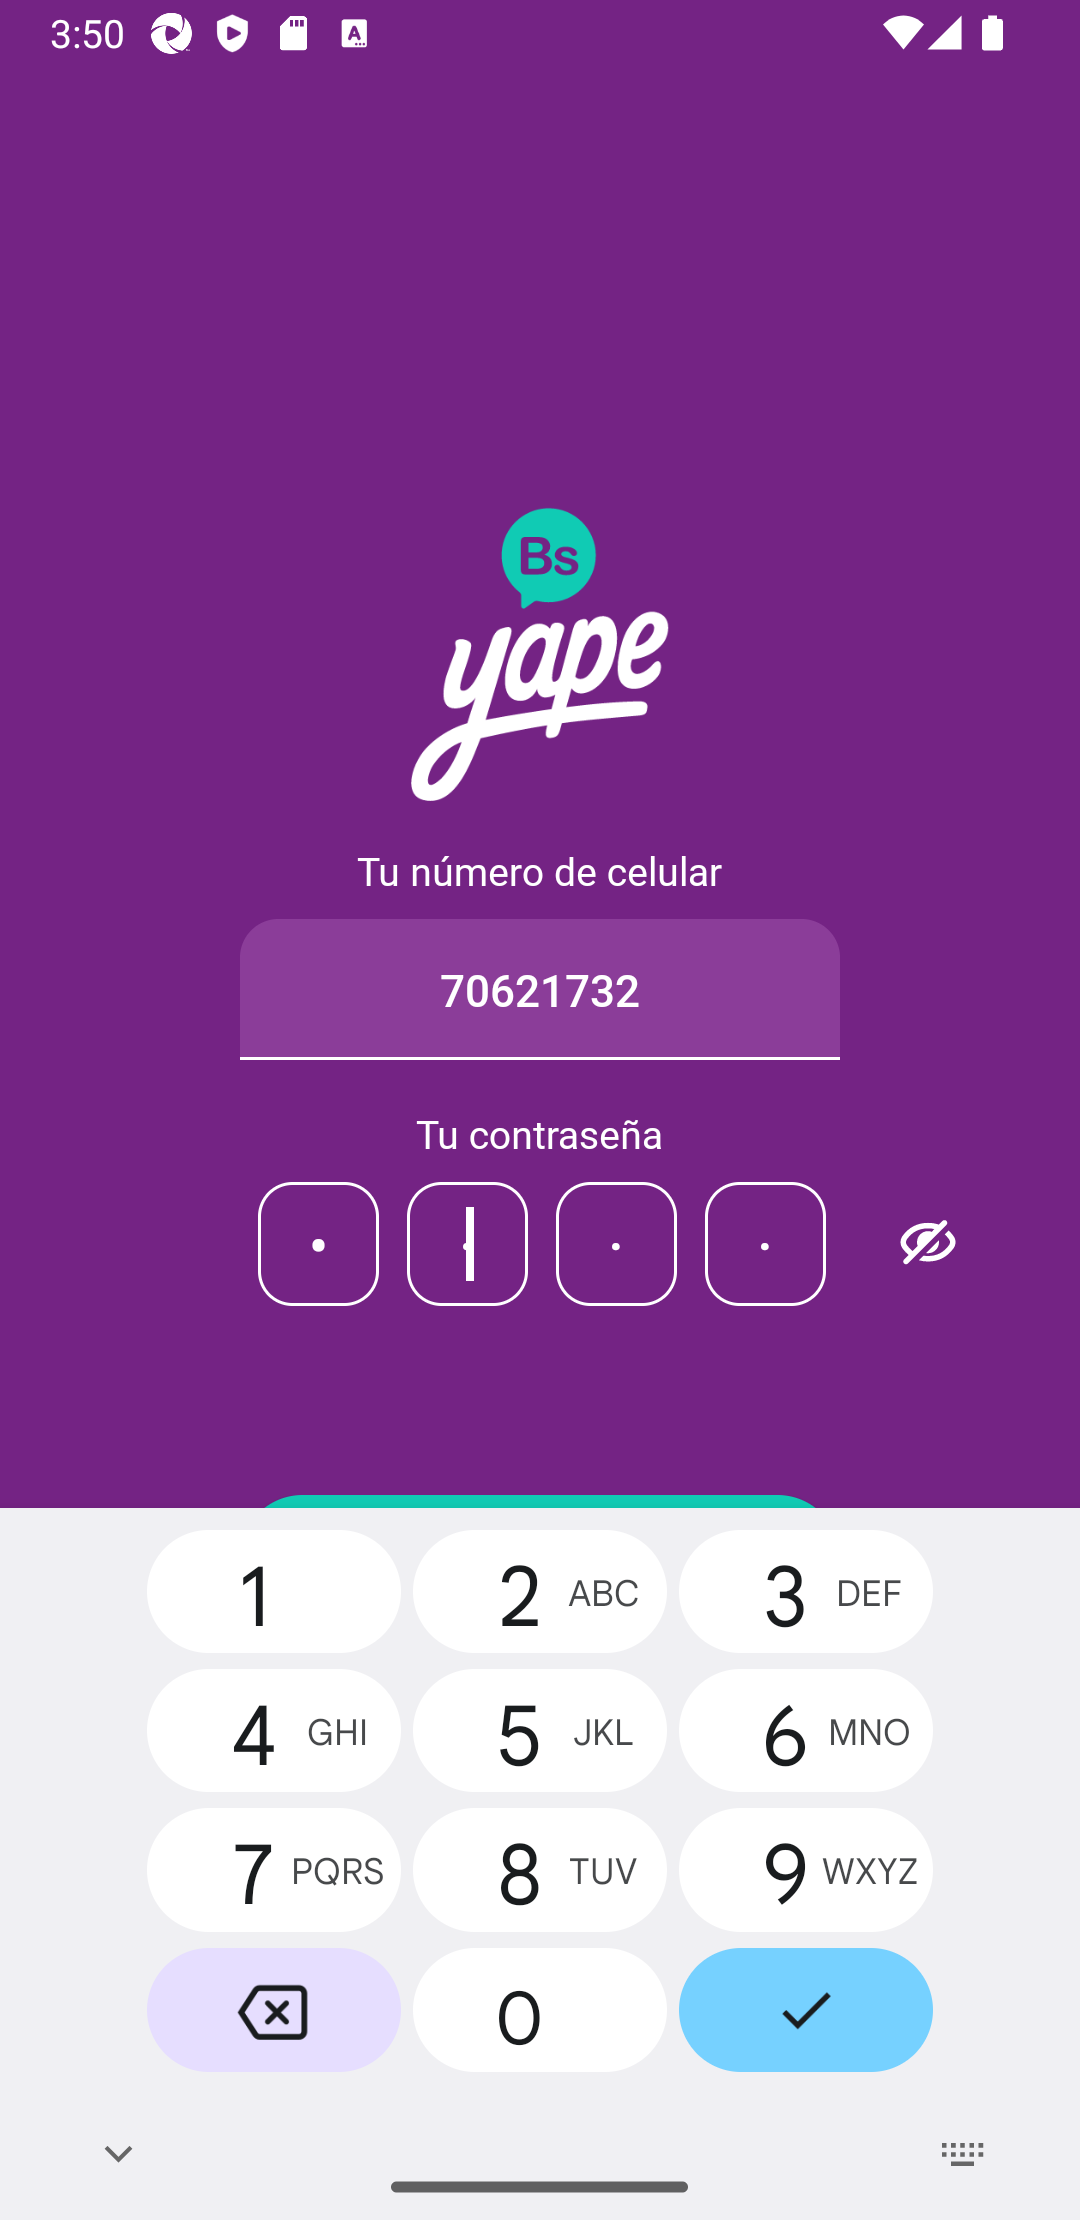 3:50
A
Bs
yape
Tu número de celular
70621732
Tu contraseña
1
2 ABC
3 DEF
4 GHI
5 JKL
6 MNO
7 PQRS
8 TUV
9 WXYZ
0